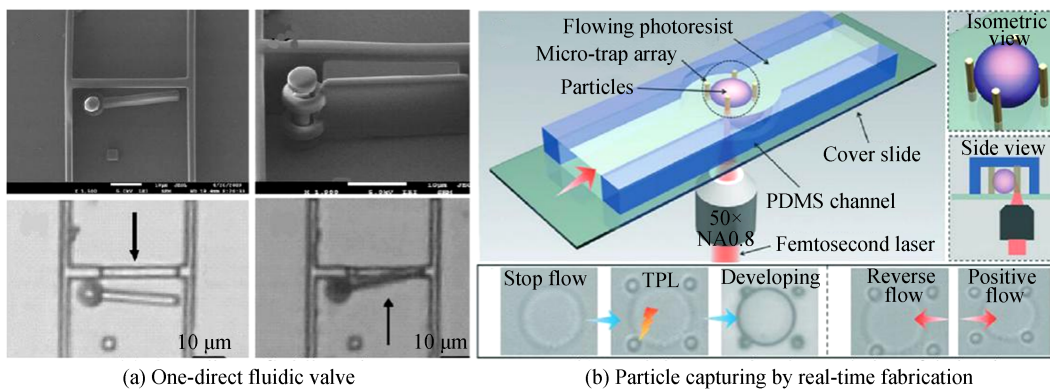 10 μm
10 μm
(a) One-direct fluidic valve
Flowing photoresist
Micro-trap array
Particles
Cover slide
PDMS channel
50×
NA0.8
Femtosecond laser
Isometric
view
Side view
Stop flow
TPL
Developing
Reverse
flow
Positive
flow
(b) Particle capturing by real-time fabrication